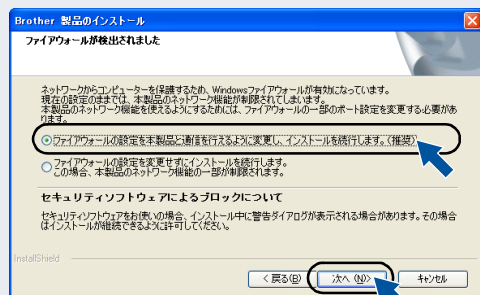 Brother 製品のインストール
ファイアウォールが検出されました
ネットワークからコンピューターを保護するため、Windowsファイアウォールが有効になっています。
現在の設定のままでは、本製品のネットワーク機能が制限されてしまいます。
本製品のネットワーク機能を使えるようにするためには、ファイアウォールの一部のポート設定を変更する必要があ
ります。
ファイアウォールの設定を本製品と通信を行えるように変更し、インストールを続行します。(推奨)
ファイアウォールの設定を変更せずにインストールを続行します。
この場合、本製品のネットワーク機能の一部が制限されます。
セキュリティソフトウェアによるブロックについて
セキュリティソフトウェアをお使いの場合、インストール中に警告ダイアログが表示される場合があります。その場合
はインストールが継続できるように許可してください。
InstallShield
< 戻る(B)
次へ (N)>
キャンセル